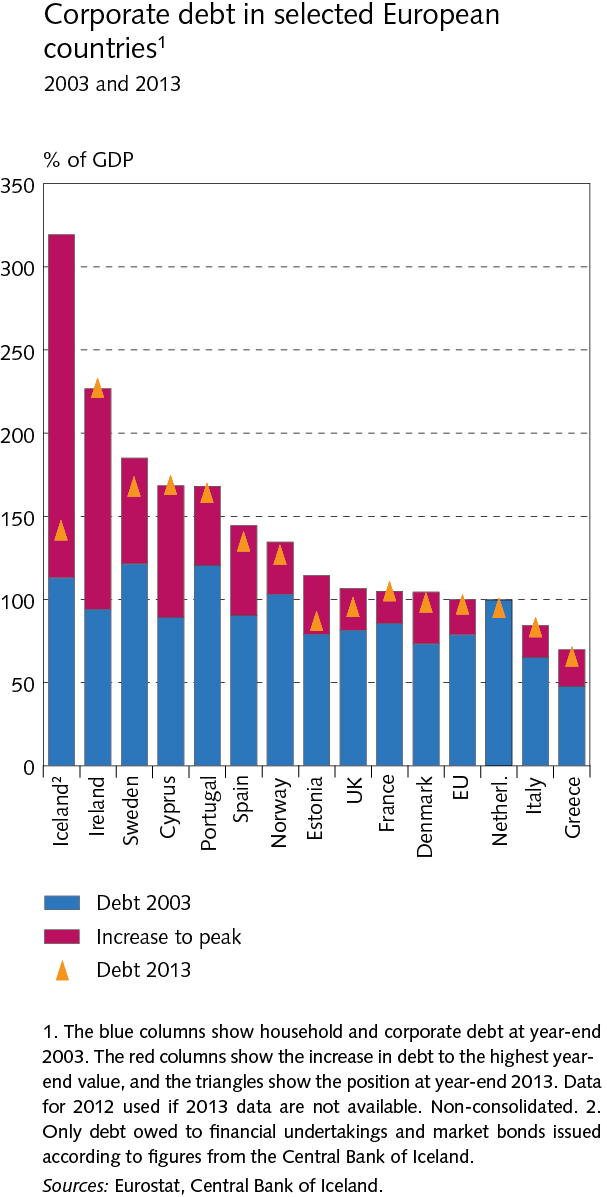 Corporate debt in selected European
countries¹
2003 and 2013
% of GDP
350
300
250
200
150
100
50
0
Iceland²
Ireland
Sweden
Cyprus
Portugal
Spain
Norway
Estonia
UK
France
Denmark
EU
Netherl.
Italy
Greece
Debt 2003
Increase to peak
Debt 2013
1. The blue columns show household and corporate debt at year-end
2003. The red columns show the increase in debt to the highest year-
end value, and the triangles show the position at year-end 2013. Data
for 2012 used if 2013 data are not available. Non-consolidated. 2.
Only debt owed to financial undertakings and market bonds issued
according to figures from the Central Bank of Iceland.
Sources: Eurostat, Central Bank of Iceland.